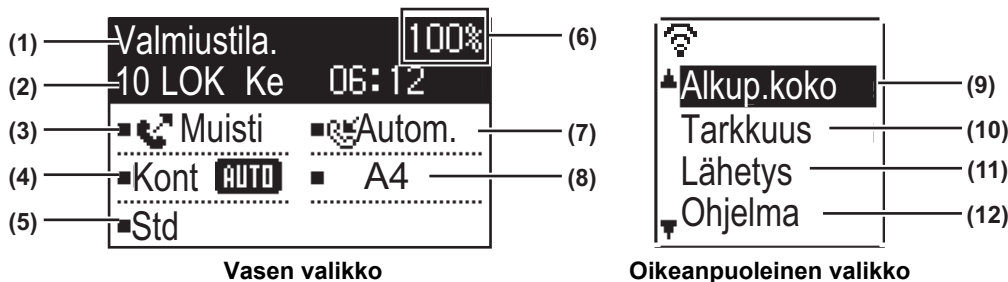 (1) Valmiustila. 100% (6)
(2) 10 LOK Ke 06:12
(3) Muisti Autom. (7)
(4) Kont AUTO A4 (8)
(5) Std
Vasen valikko
Alkup.koko (9)
Tarkkuus (10)
Lähetys (11)
Ohjelma (12)
Oikeanpuoleinen valikko